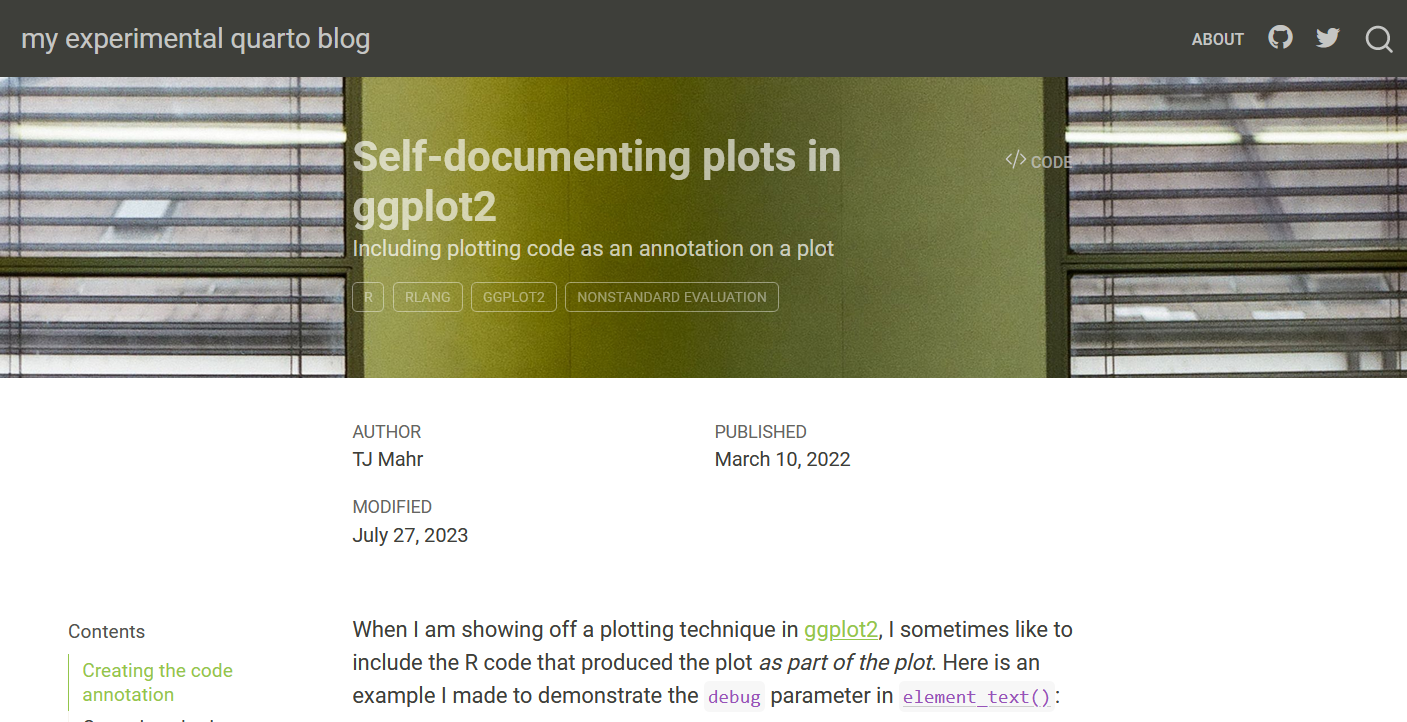 my experimental quarto blog
ABOUT
Self-documenting plots in
ggplot2
</> CODE
Including plotting code as an annotation on a plot
R RLANG GGPLOT2 NONSTANDARD EVALUATION
AUTHOR
TJ Mahr
PUBLISHED
March 10, 2022
MODIFIED
July 27, 2023
Contents
Creating the code
annotation
When I am showing off a plotting technique in ggplot2, I sometimes like to
include the R code that produced the plot as part of the plot. Here is an
example I made to demonstrate the debug parameter in element_text():